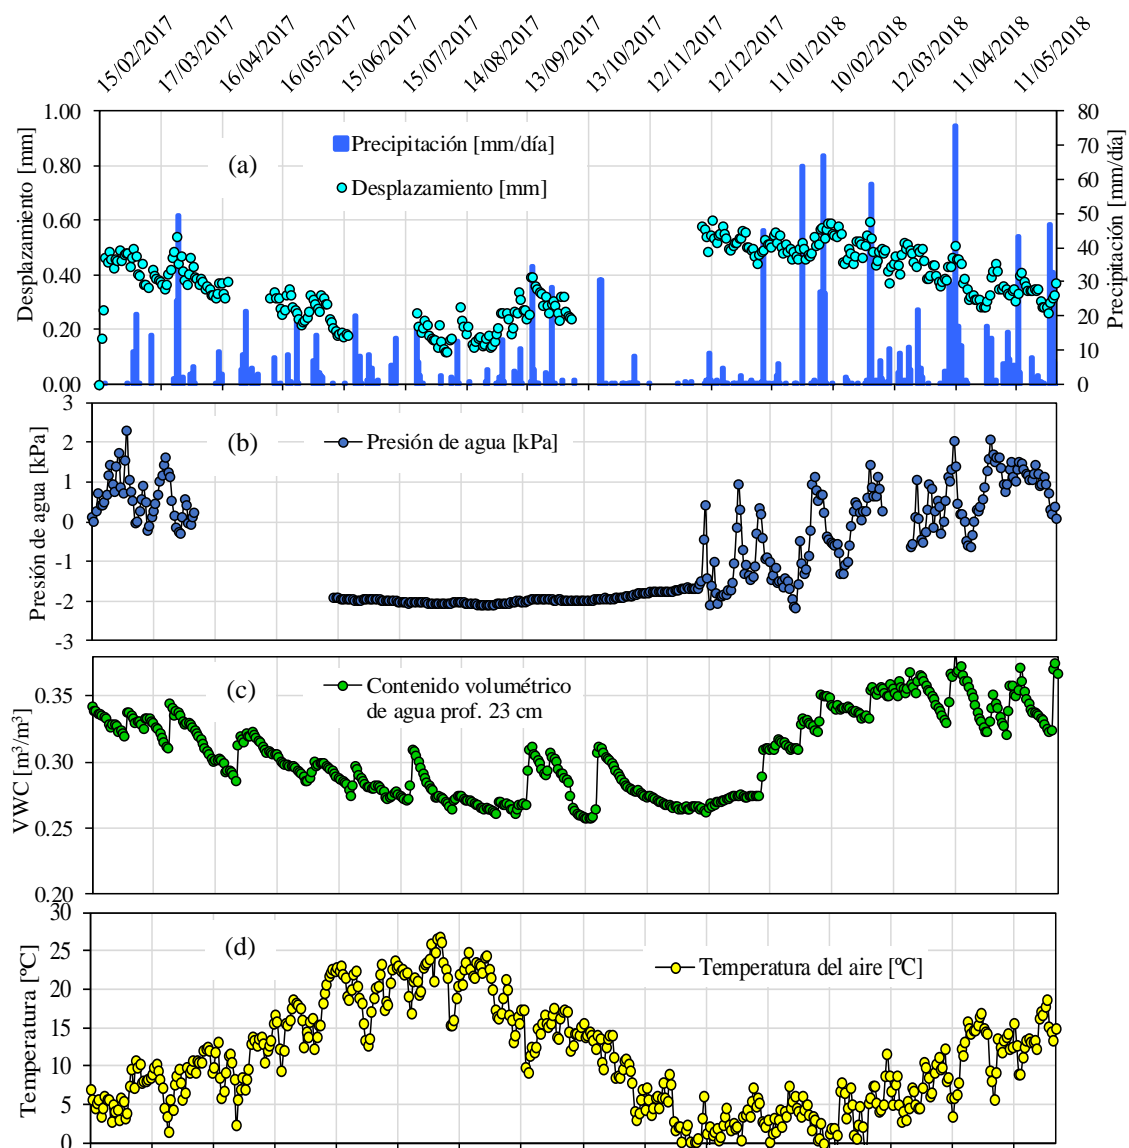 15/02/2017 17/03/2017 16/04/2017 16/05/2017 15/06/2017 15/07/2017 14/08/2017 13/09/2017 13/10/2017 12/11/2017 12/12/2017 11/01/2018 10/02/2018 12/03/2018 11/04/2018 11/05/2018
Desplazamiento [mm]
1.00
0.80
0.60
0.40
0.20
0.00
(a)
Precipitación [mm/día]
Desplazamiento [mm]
80
70
60
50
40
30
20
10
0
Precipitación [mm/día]
Presión de agua [kPa]
3
2
1
0
-1
-2
-3
(b)
Presión de agua [kPa]
VWC [m³/m³]
0.35
0.30
0.25
0.20
(c)
Contenido volumétrico
de agua prof. 23 cm
Temperatura [ºC]
30
25
20
15
10
5
0
(d)
Temperatura del aire [ºC]